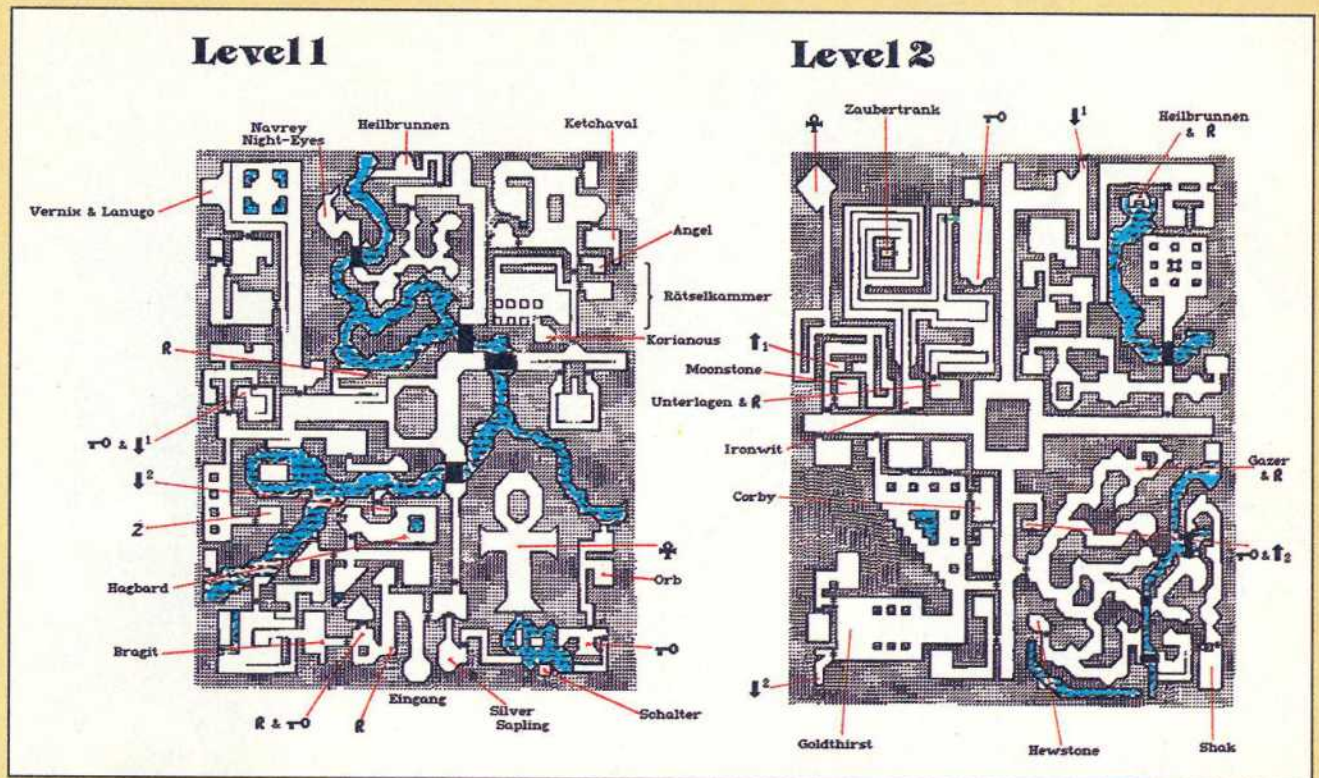 Level 1
Navrey
Night-Eyes
Heilbrunnen
Ketchaval
Vernix & Lanugo
Angel
Rätselkammer
R
Korianous
& 1
2
Z
Hagbard
Orb
Bragit
R &
R
Eingang
Silver
Sapling
Schalter
Level 2
Zaubertrank
1
Heilbrunnen
& R
1
Moonstone
Unterlagen & R
Ironwit
Gazer
& R
Corby
& 2
2
Goldthirst
Hewstone
Shak